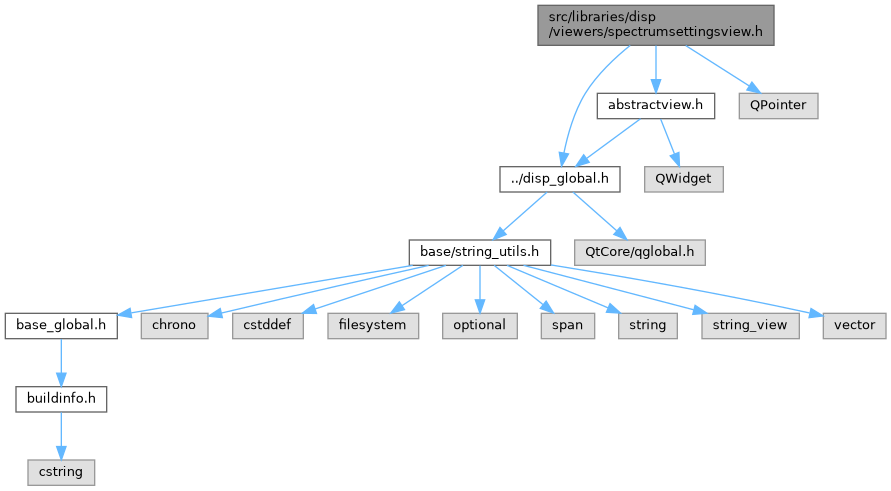 src/libraries/disp
/viewers/spectrumsettingsview.h
abstractview.h
QPointer
../disp_global.h
QWidget
base/string_utils.h
QtCore/qglobal.h
base_global.h
chrono
cstddef
filesystem
optional
span
string
string_view
vector
buildinfo.h
cstring